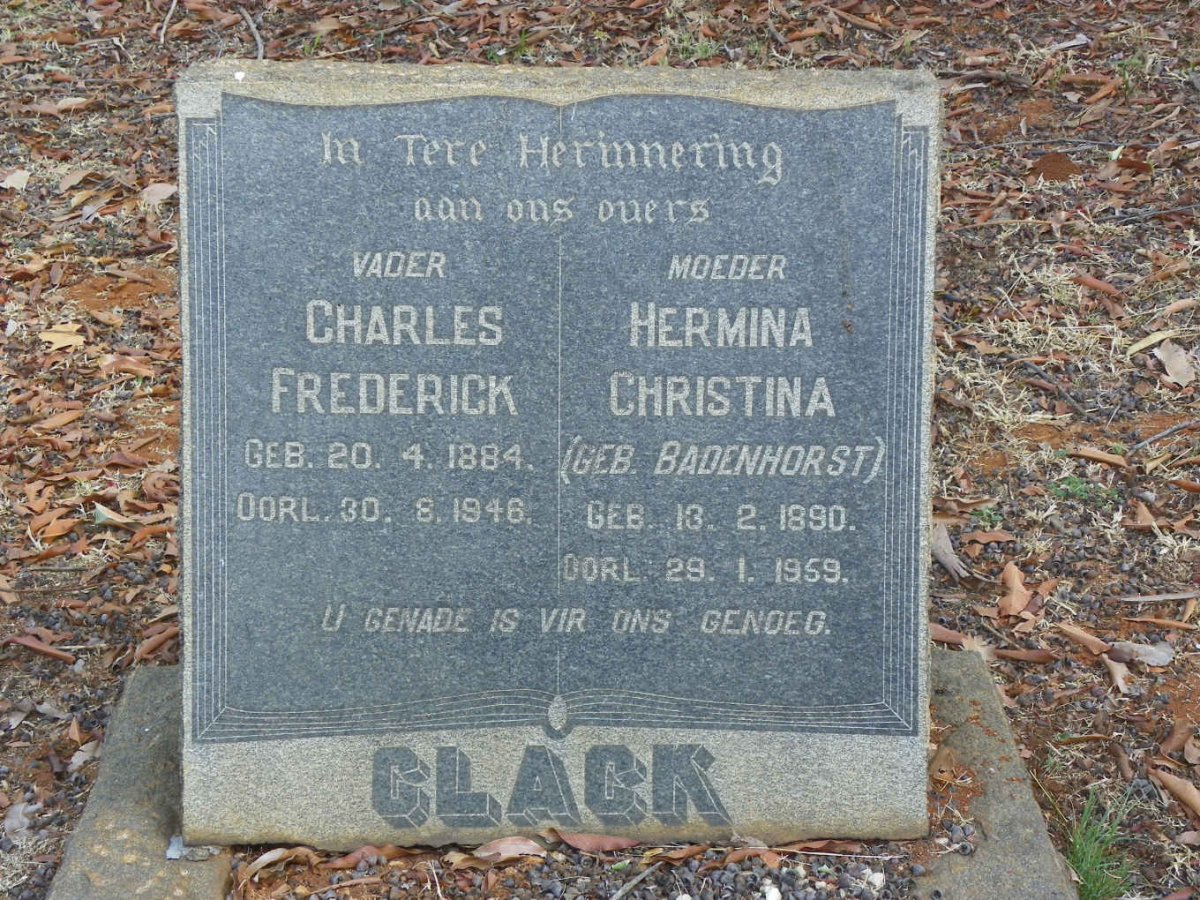 In Tere Herinnering
aan ons ouers
VADER
CHARLES
FREDERICK
GEB. 20. 4. 1884.
OORL. 30. 8. 1946.
MOEDER
HERMINA
CHRISTINA
(GEB. BADENHORST)
GEB. 13. 2. 1890.
OORL. 29. 1. 1959.
U GENADE IS VIR ONS GENOEG.
CLACK